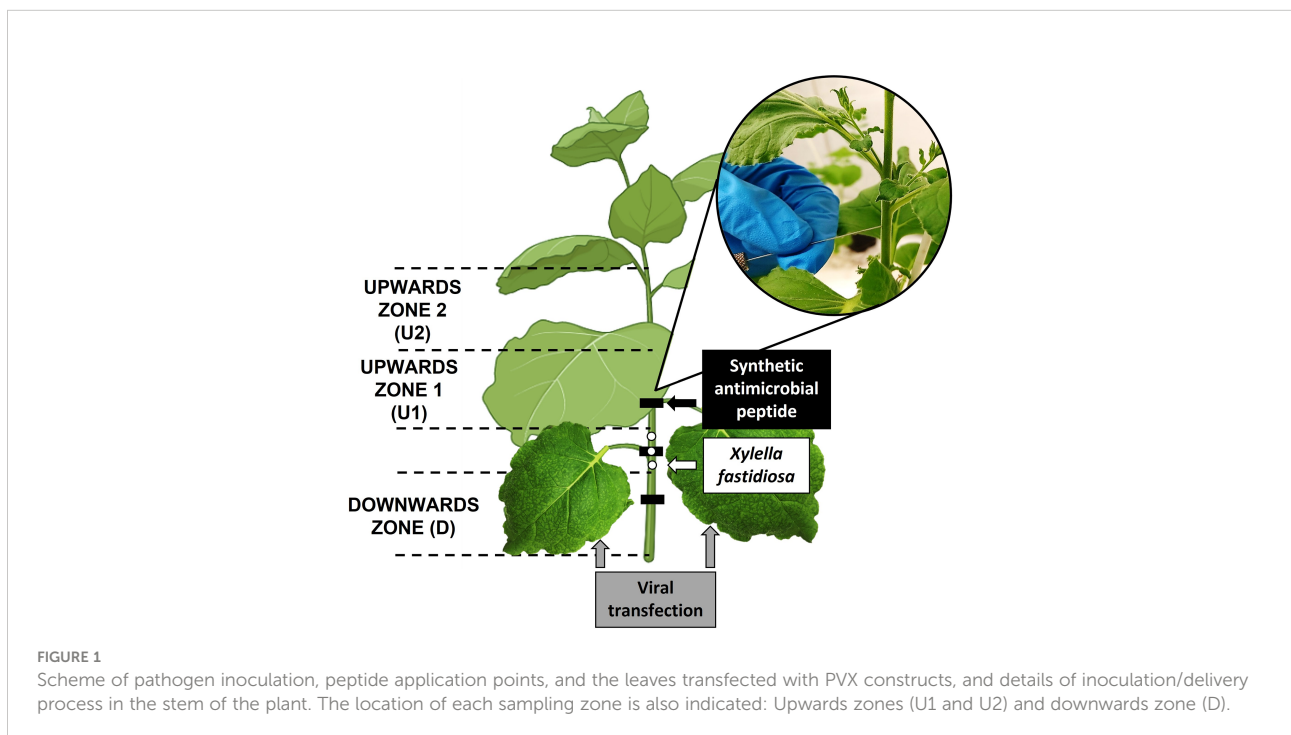 UPWARDS
ZONE 2
(U2)
UPWARDS
ZONE 1
(U1)
Synthetic
antimicrobial
peptide
Xylella
fastidiosa
DOWNWARDS
ZONE (D)
Viral
transfection
FIGURE 1
Scheme of pathogen inoculation, peptide application points, and the leaves transfected with PVX constructs, and details of inoculation/delivery
process in the stem of the plant. The location of each sampling zone is also indicated: Upwards zones (U1 and U2) and downwards zone (D).